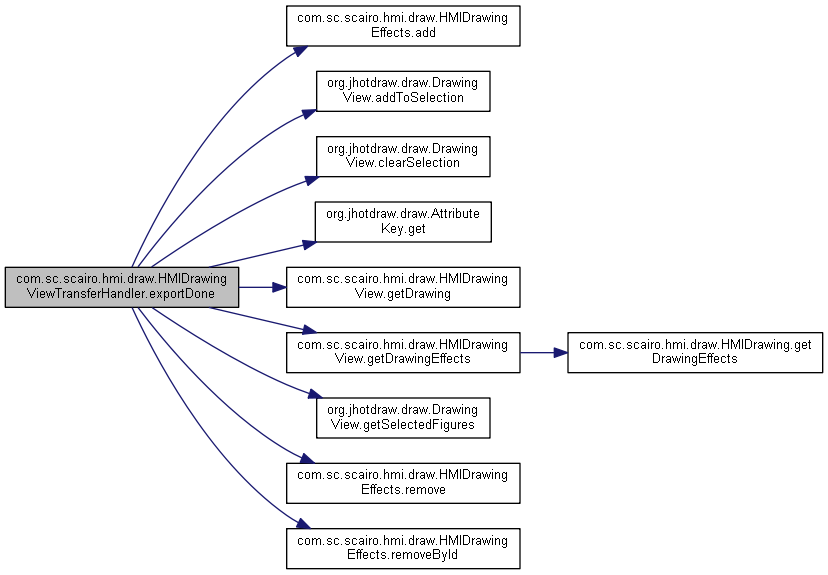 com.sc.scairo.hmi.draw.HMIDrawing
Effects.add
org.jhotdraw.draw.Drawing
View.addToSelection
org.jhotdraw.draw.Drawing
View.clearSelection
org.jhotdraw.draw.Attribute
Key.get
com.sc.scairo.hmi.draw.HMIDrawing
ViewTransferHandler.exportDone
com.sc.scairo.hmi.draw.HMIDrawing
View.getDrawing
com.sc.scairo.hmi.draw.HMIDrawing
View.getDrawingEffects
com.sc.scairo.hmi.draw.HMIDrawing.get
DrawingEffects
org.jhotdraw.draw.Drawing
View.getSelectedFigures
com.sc.scairo.hmi.draw.HMIDrawing
Effects.remove
com.sc.scairo.hmi.draw.HMIDrawing
Effects.removeById